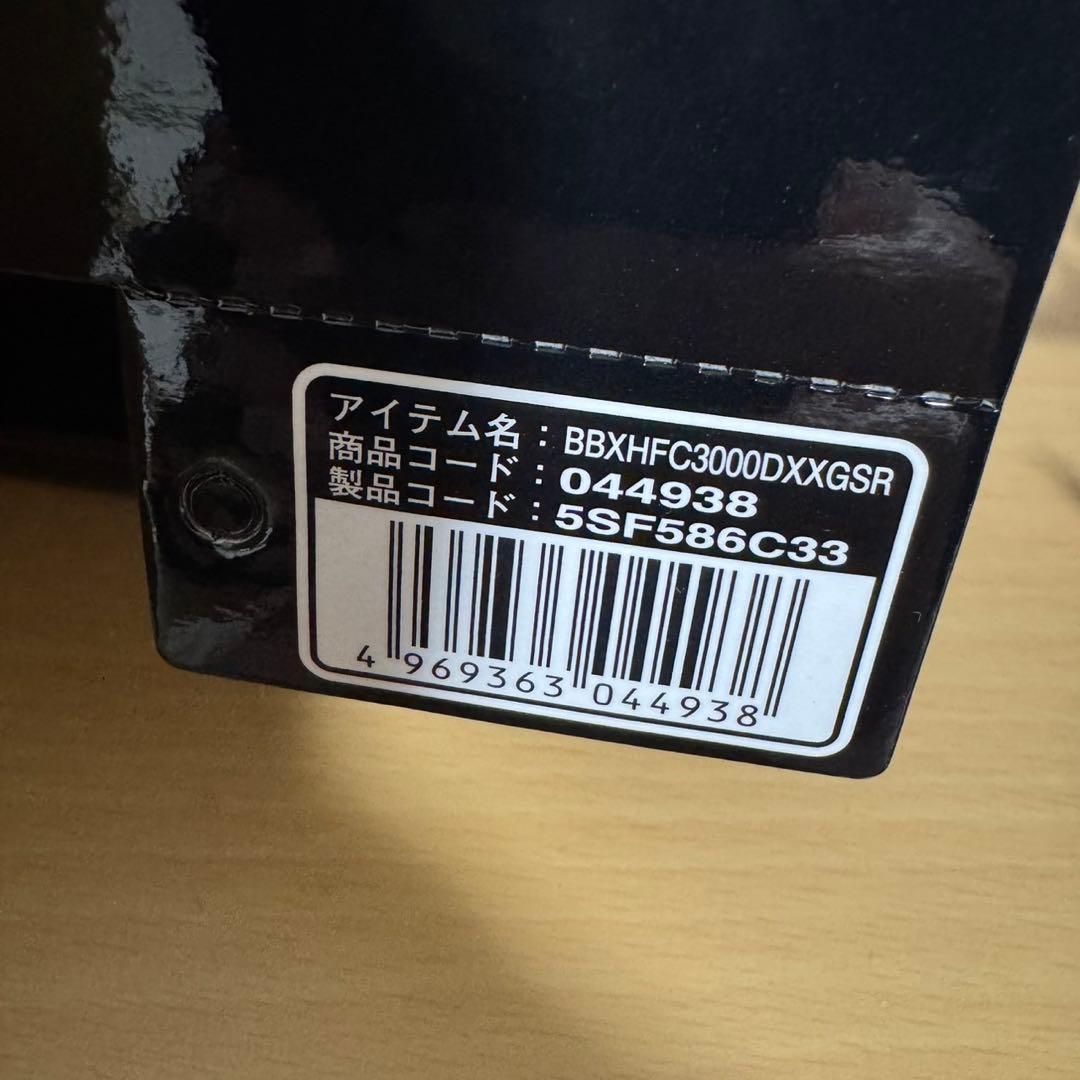 アイテム名：BBXHFC3000DXXGSR
商品コード：044938
製品コード：5SF586C33
4 969363 044938